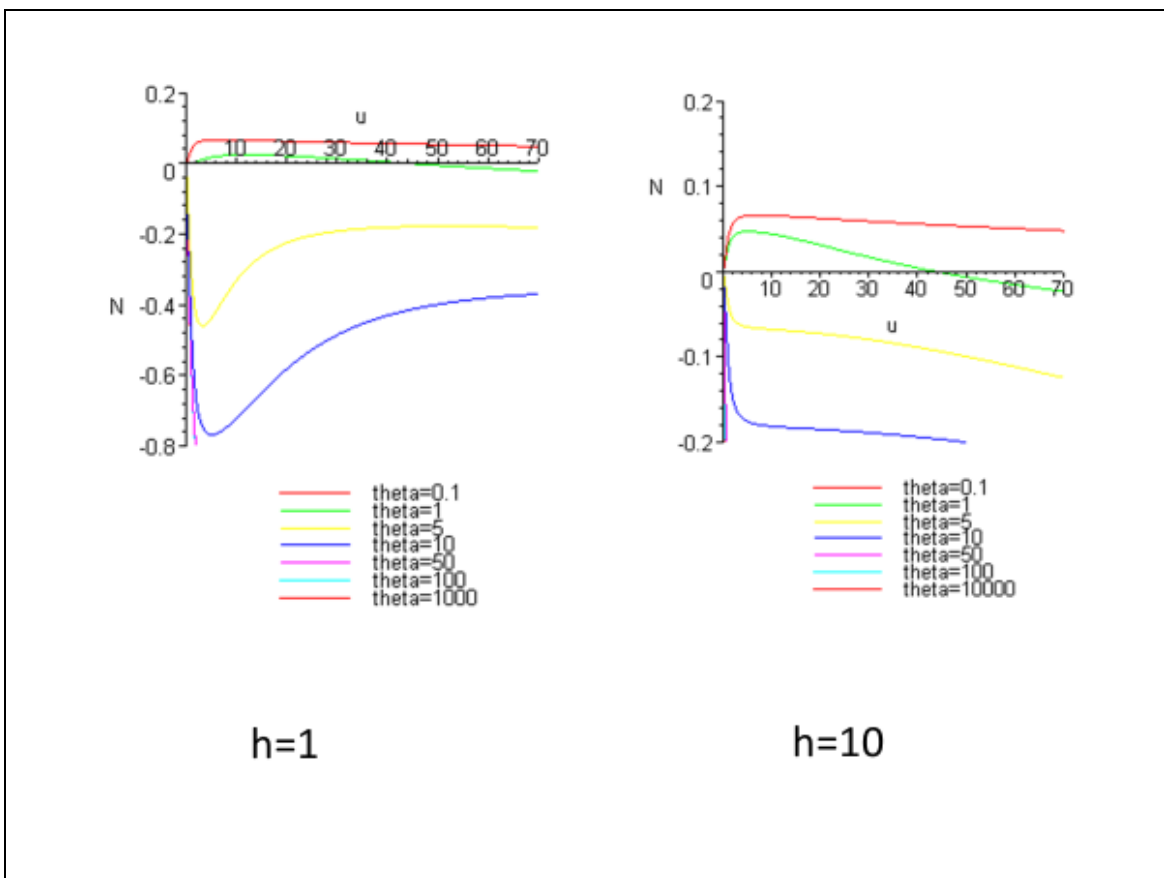 0.2
u
10 20 30 40 50 60 70
0
-0.2
N
-0.4
-0.6
-0.8
theta=0.1
theta=1
theta=5
theta=10
theta=50
theta=100
theta=1000
h=1
0.2
N
0.1
0
10 20 30 40 50 60 70
u
-0.1
-0.2
theta=0.1
theta=1
theta=5
theta=10
theta=50
theta=100
theta=10000
h=10